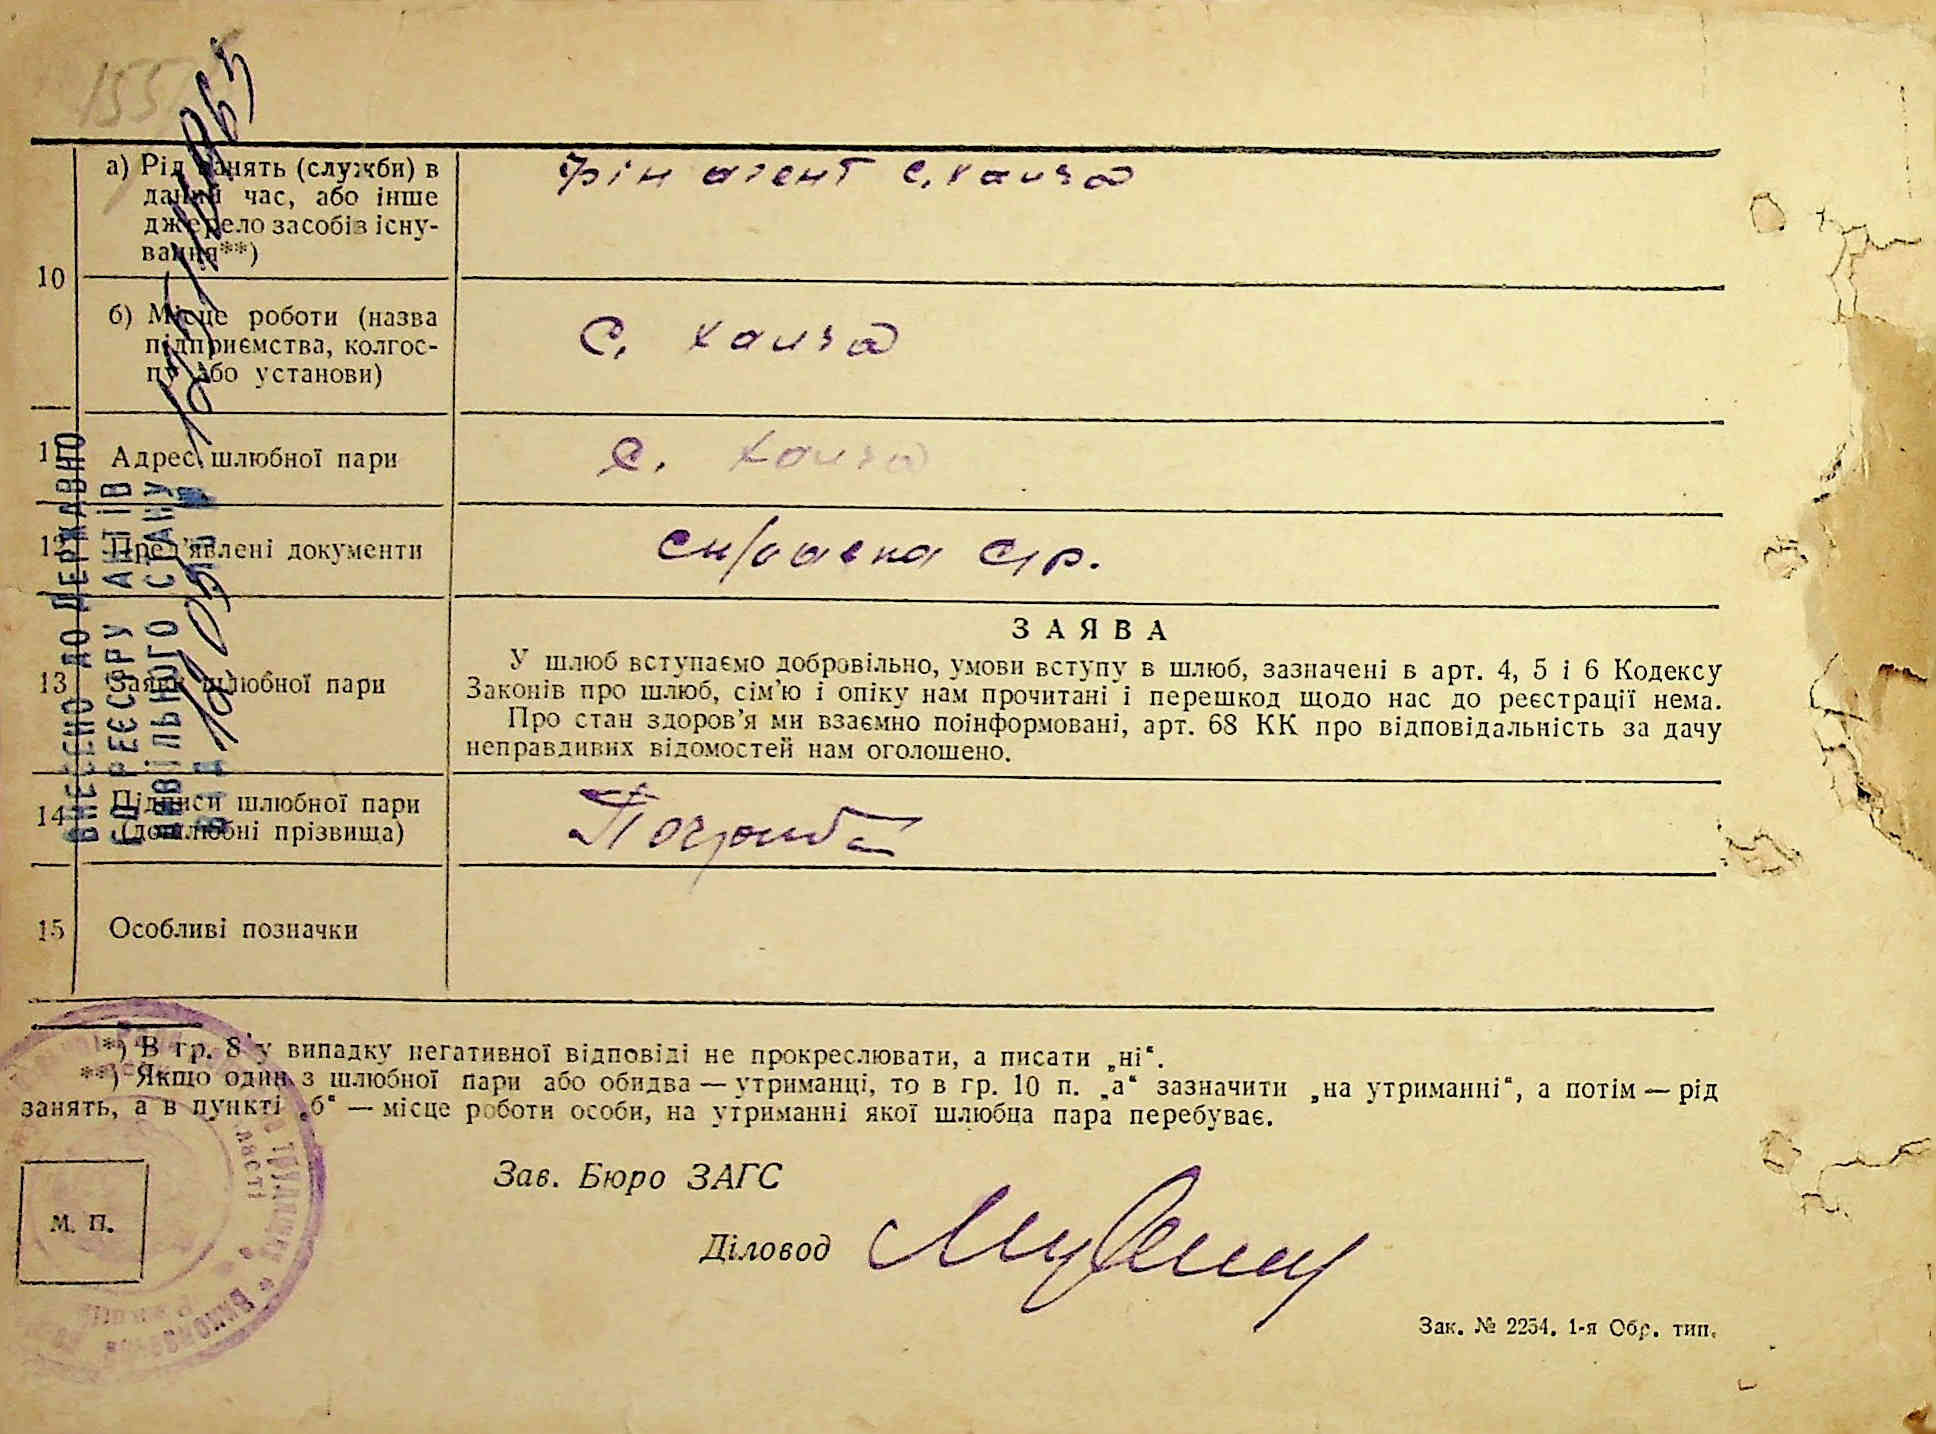 а) Рід занять (служби) в
даний час, або інше
джерело засобів існу-
вання**)
фін агент с.
10
б) Місце роботи (назва
підприємства, колгос-
пу або установи)
с.
11 Адрес шлюбної пари
с.
12 Пред’явлені документи
ЗАЯВА
13 Заява шлюбної пари
У шлюб вступаємо добровільно, умови вступу в шлюб, зазначені в арт. 4, 5 і 6 Кодексу
Законів про шлюб, сім’ю і опіку нам прочитані і перешкод щодо нас до реєстрації нема.
Про стан здоров’я ми взаємно поінформовані, арт. 68 КК про відповідальність за дачу
неправдивих відомостей нам оголошено.
14 Підписи шлюбної пари
(дошлюбні прізвища)
15 Особливі позначки
ВНЕСЕНО ДО ДЕРЖАВНО
ГО РЕЄСТРУ АКТІВ
ЦИВІЛЬНОГО СТАНУ
*) В гр. 8 у випадку негативної відповіді не прокреслювати, а писати „ні“.
**) Якщо один з шлюбної пари або обидва — утриманці, то в гр. 10 п. „а“ зазначити „на утриманні“, а потім — рід
занять, а в пункті „б“ — місце роботи особи, на утриманні якої шлюбна пара перебуває.
Зав. Бюро ЗАГС
М. П.
Діловод
Зак. № 2254. 1-я Обр. тип.